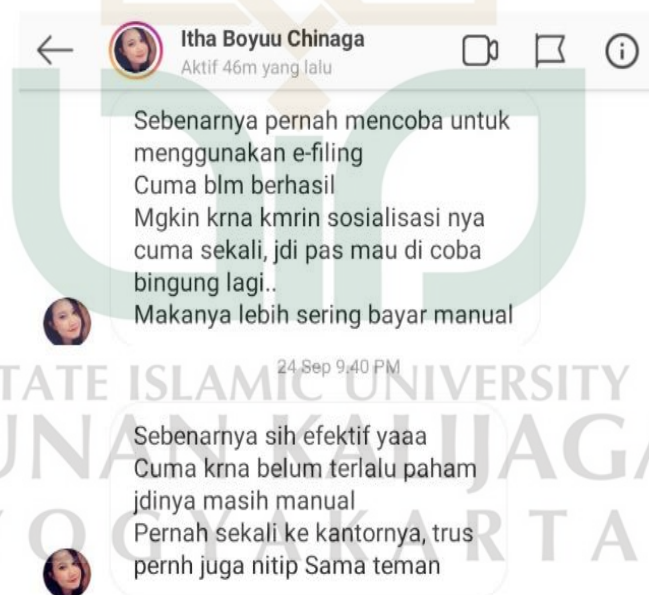 Itha Boyuu Chinaga
Aktif 46m yang lalu
Sebenarnya pernah mencoba untuk
menggunakan e-filing
Cuma blm berhasil
Mgkin krna kmrin sosialisasi nya
cuma sekali, jdi pas mau di coba
bingung lagi..
Makanya lebih sering bayar manual
24 Sep 9.40 PM
TATE ISLAMIC UNIVERSITY
Sebenarnya sih efektif yaaa
Cuma krna belum terlalu paham
jdinya masih manual
UNAN KALIJAGA
Pernah sekali ke kantornya, trus
pernh juga nitip Sama teman
YOGYAKARTA